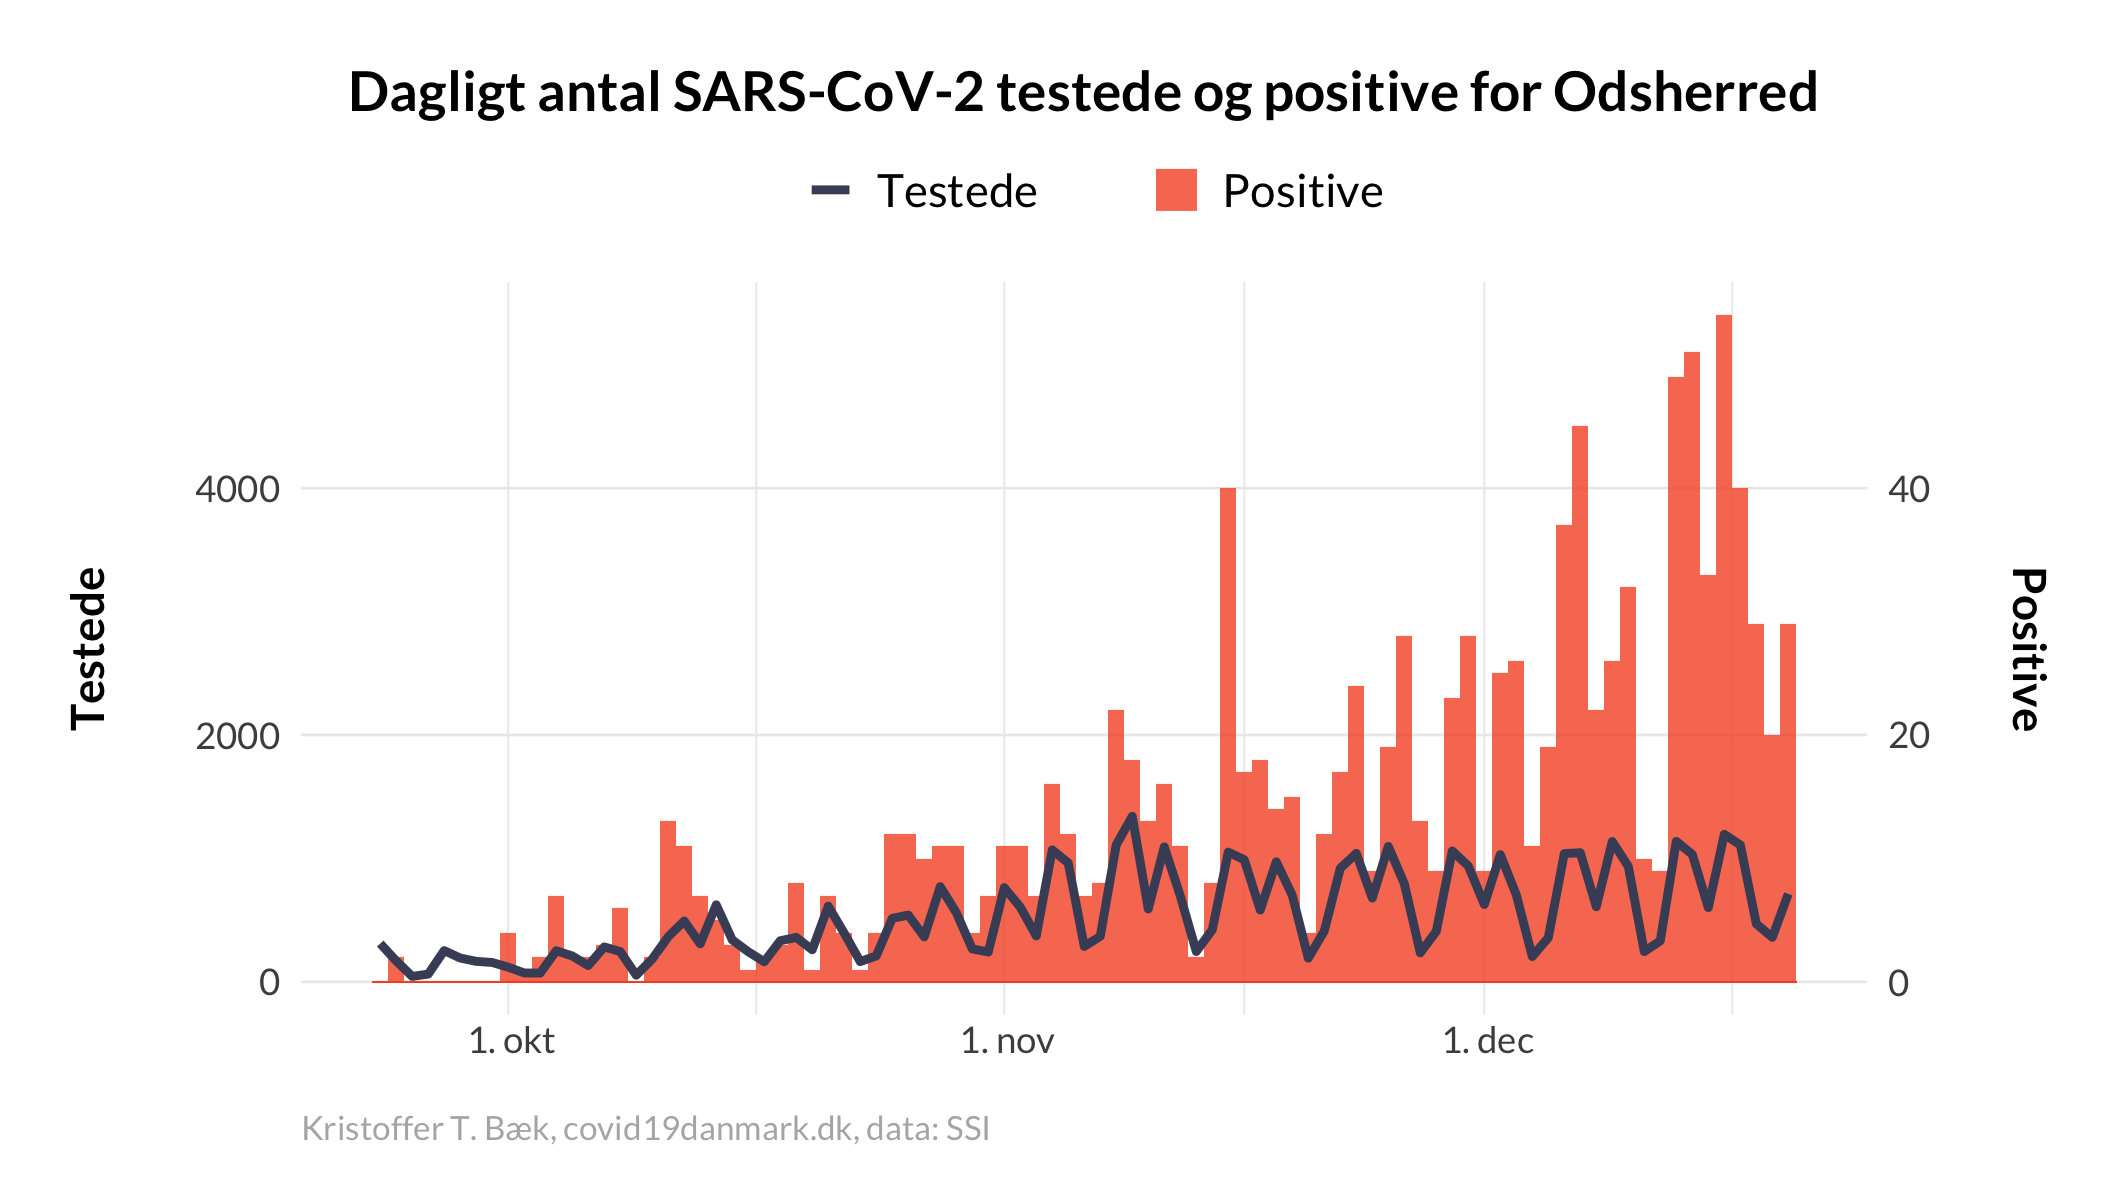 Dagligt antal SARS-CoV-2 testede og positive for Odsherred
Testede
Positive
4000
40
Testede
Positive
2000
20
0
0
1. okt
1. nov
1. dec
Kristoffer T. Bæk, covid19danmark.dk, data: SSI